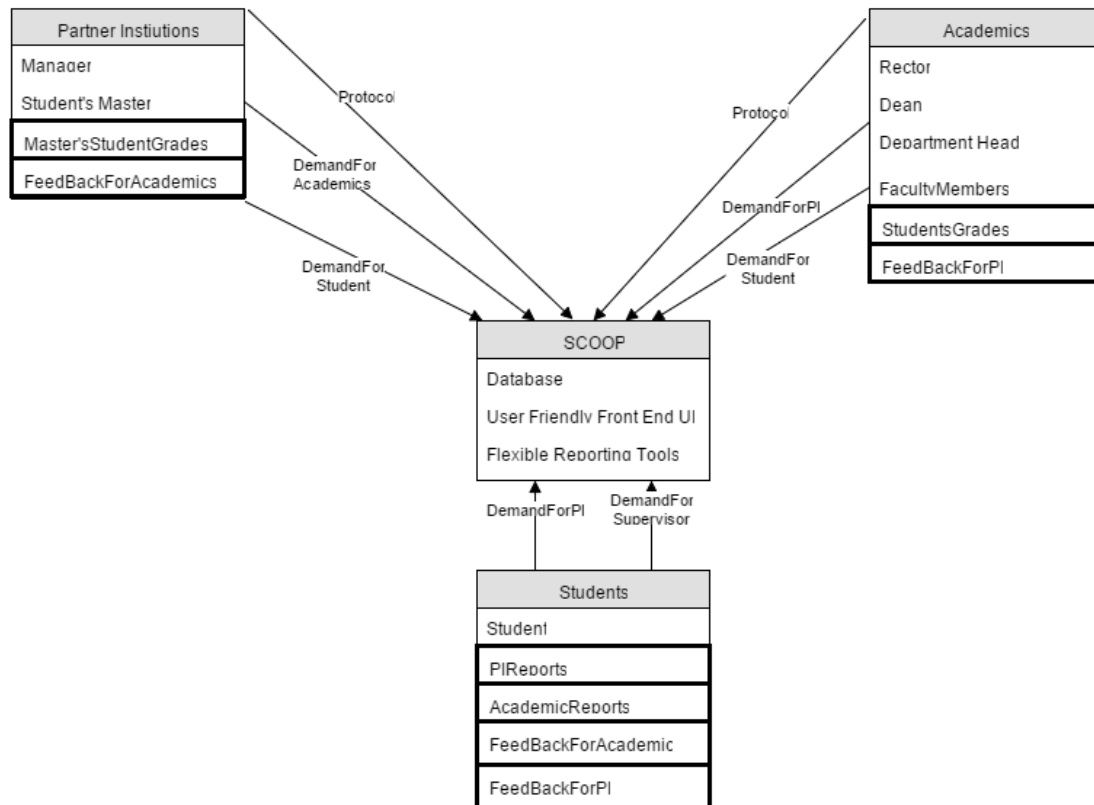 Partner Instiutions
Manager
Student's Master
Master'sStudentGrades
FeedBackForAcademics
Academics
Rector
Dean
Department Head
FacultyMembers
StudentsGrades
FeedBackForPI
Protocol
DemandFor
Academics
DemandFor
Student
Protocol
DemandForPI
DemandFor
Student
SCOOP
Database
User Friendly Front End UI
Flexible Reporting Tools
DemandForPI
DemandFor
Supervisor
Students
Student
PIReports
AcademicReports
FeedBackForAcademic
FeedBackForPI